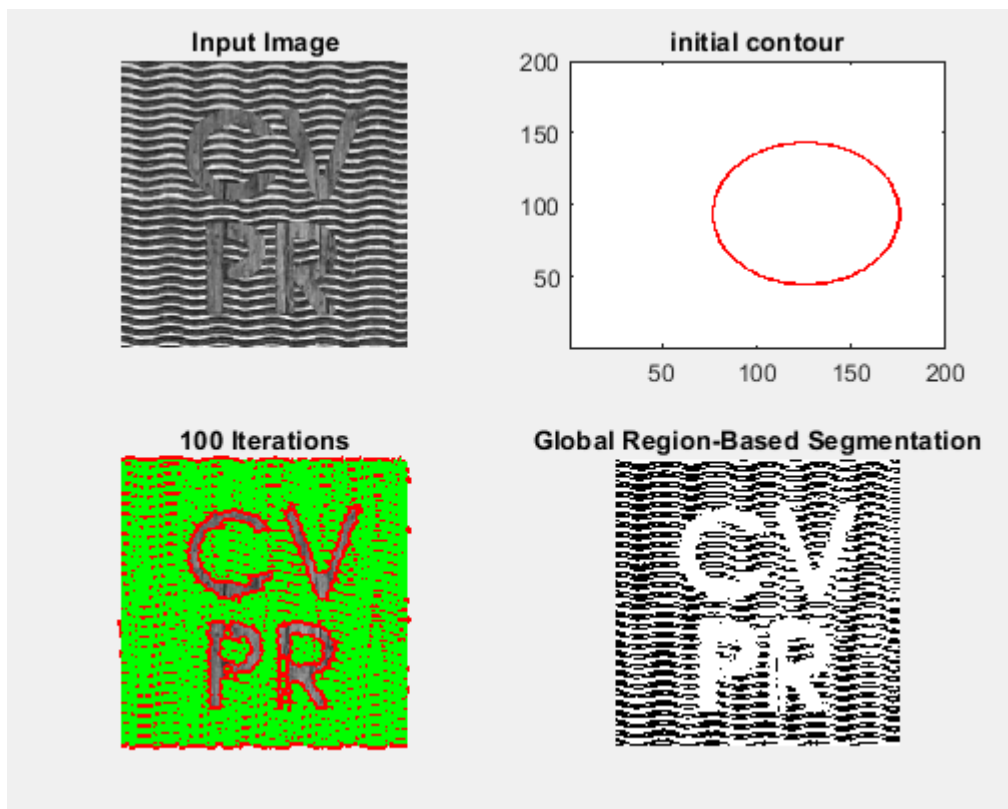 Input Image
CV
PR
initial contour
200
150
100
50
50 100 150 200
100 Iterations
CV
PR
Global Region-Based Segmentation
CV
PR